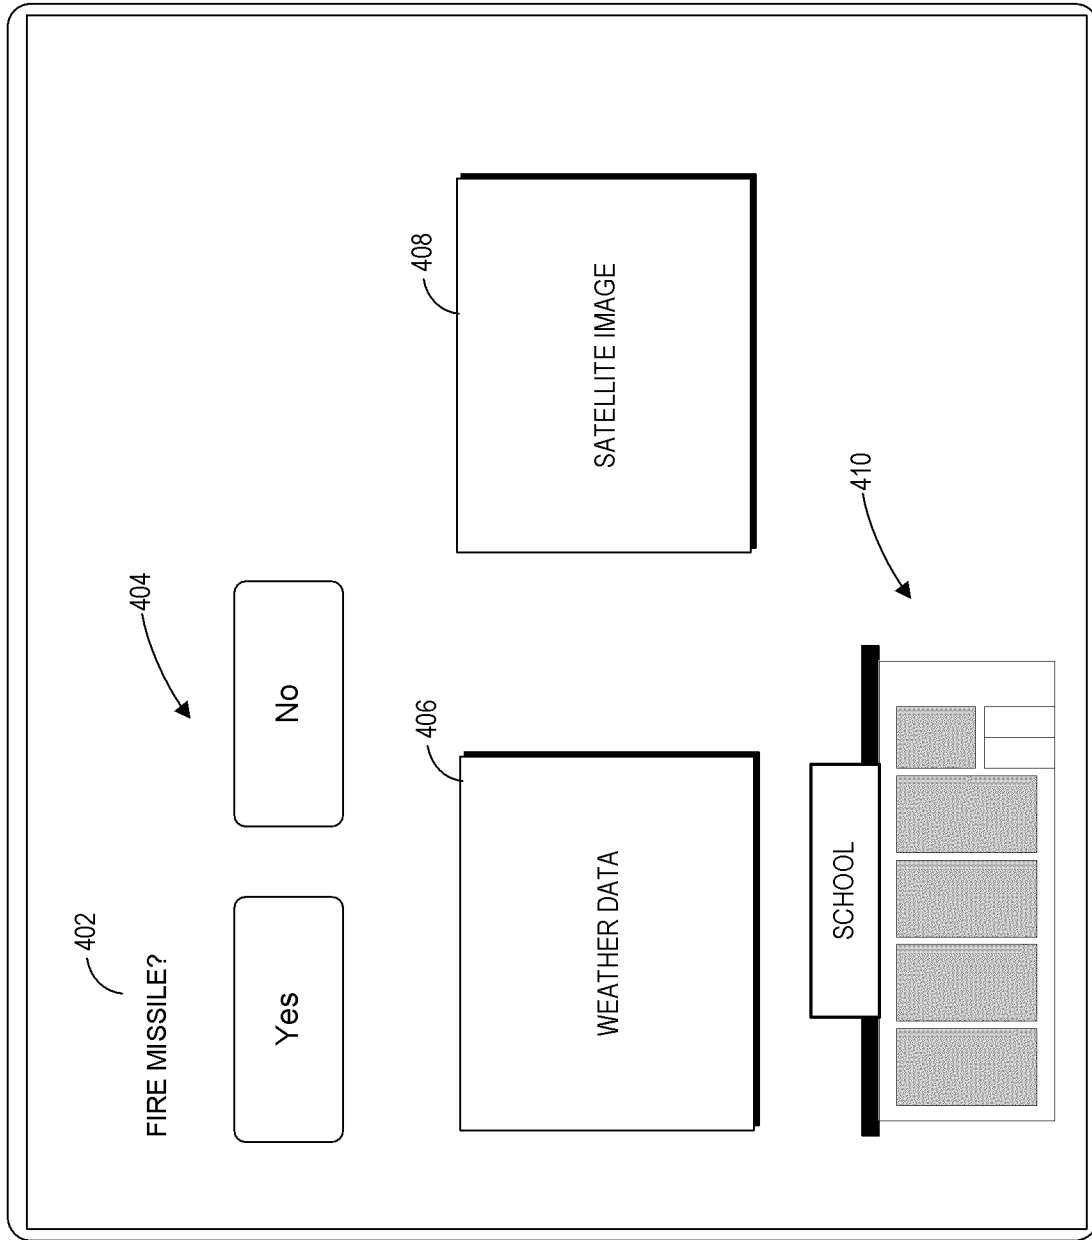 402
FIRE MISSILE?
404
Yes
No
406
408
WEATHER DATA
SATELLITE IMAGE
SCHOOL
410